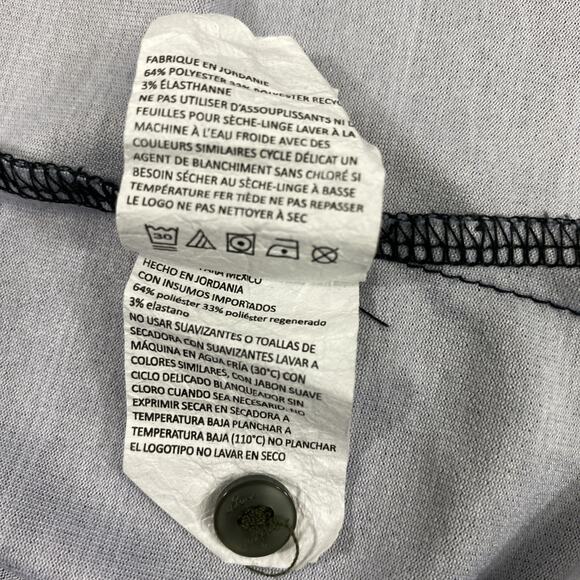 FABRIQUE EN JORDANIE
64% POLYESTER 33% POLYESTER RECYC
3% ÉLASTHANNE
NE PAS UTILISER D'ASSOUPLISSANTS NI D
FEUILLES POUR SÈCHE-LINGE LAVER À LA
MACHINE À L'EAU FROIDE AVEC DES
COULEURS SIMILAIRES CYCLE DÉLICAT UN
AGENT DE BLANCHIMENT SANS CHLORÉ SI
BESOIN SÉCHER AU SÈCHE-LINGE À BASSE
TEMPÉRATURE FER TIÈDE NE PAS REPASSER
LE LOGO NE PAS NETTOYER À SEC
30
PARA MEXICO
HECHO EN JORDANIA
CON INSUMOS IMPORTADOS
64% poliéster 33% poliéster regenerado
3% elastano
NO USAR SUAVIZANTES O TOALLAS DE
SECADORA CON SUAVIZANTES LAVAR A
MÁQUINA EN AGUA FRÍA (30°C) CON
COLORES SIMILARES, CON JABON SUAVE
CICLO DELICADO BLANQUEADOR SIN
CLORO CUANDO SEA NECESARIO. NO
EXPRIMIR SECAR EN SECADORA A
TEMPERATURA BAJA PLANCHAR A
TEMPERATURA BAJA (110°C) NO PLANCHAR
EL LOGOTIPO NO LAVAR EN SECO